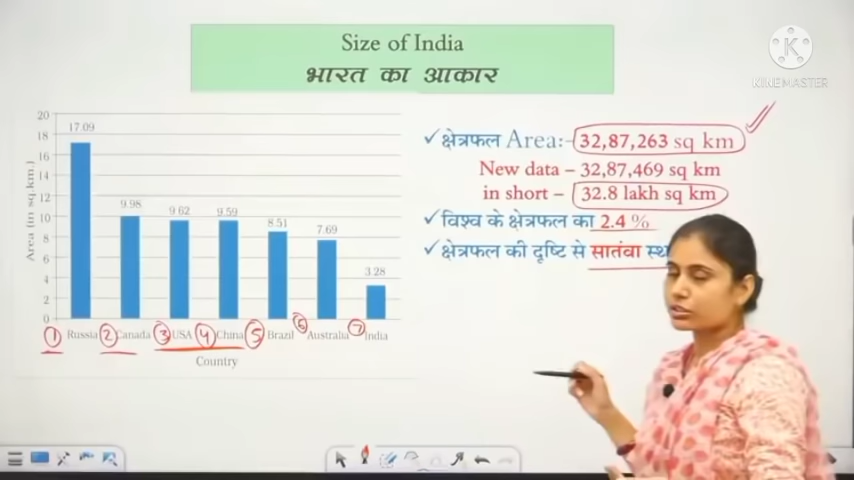 Size of India
भारत का आकार
KINEMASTER
20
18
16
14
12
10
8
6
4
2
0
Area (in sq.km.)
17.09
9.98
9.62
9.59
8.51
7.69
3.28
1 Russia 2 Canada 3 USA 4 China 5 Brazil 6 Australia 7 India
Country
✓ क्षेत्रफल Area:- 32,87,263 sq km
New data – 32,87,469 sq km
in short – 32.8 lakh sq km
✓ विश्व के क्षेत्रफल का 2.4 %
✓ क्षेत्रफल की दृष्टि से सातंवा